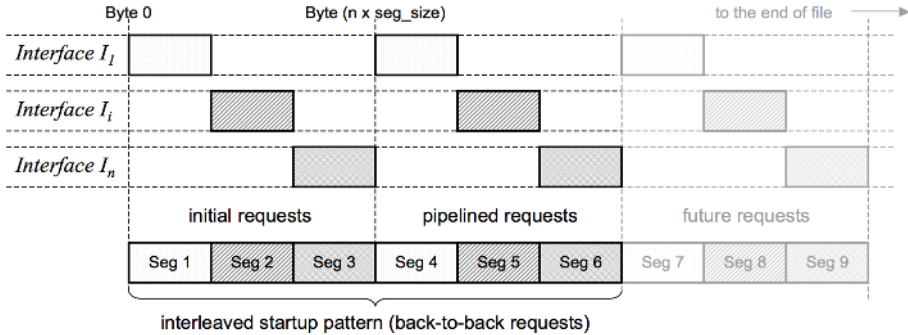 Byte 0 Byte (n x seg_size) to the end of file
Interface I1
Interface Ii
Interface In
initial requests pipelined requests future requests
Seg 1 Seg 2 Seg 3 Seg 4 Seg 5 Seg 6 Seg 7 Seg 8 Seg 9
interleaved startup pattern (back-to-back requests)